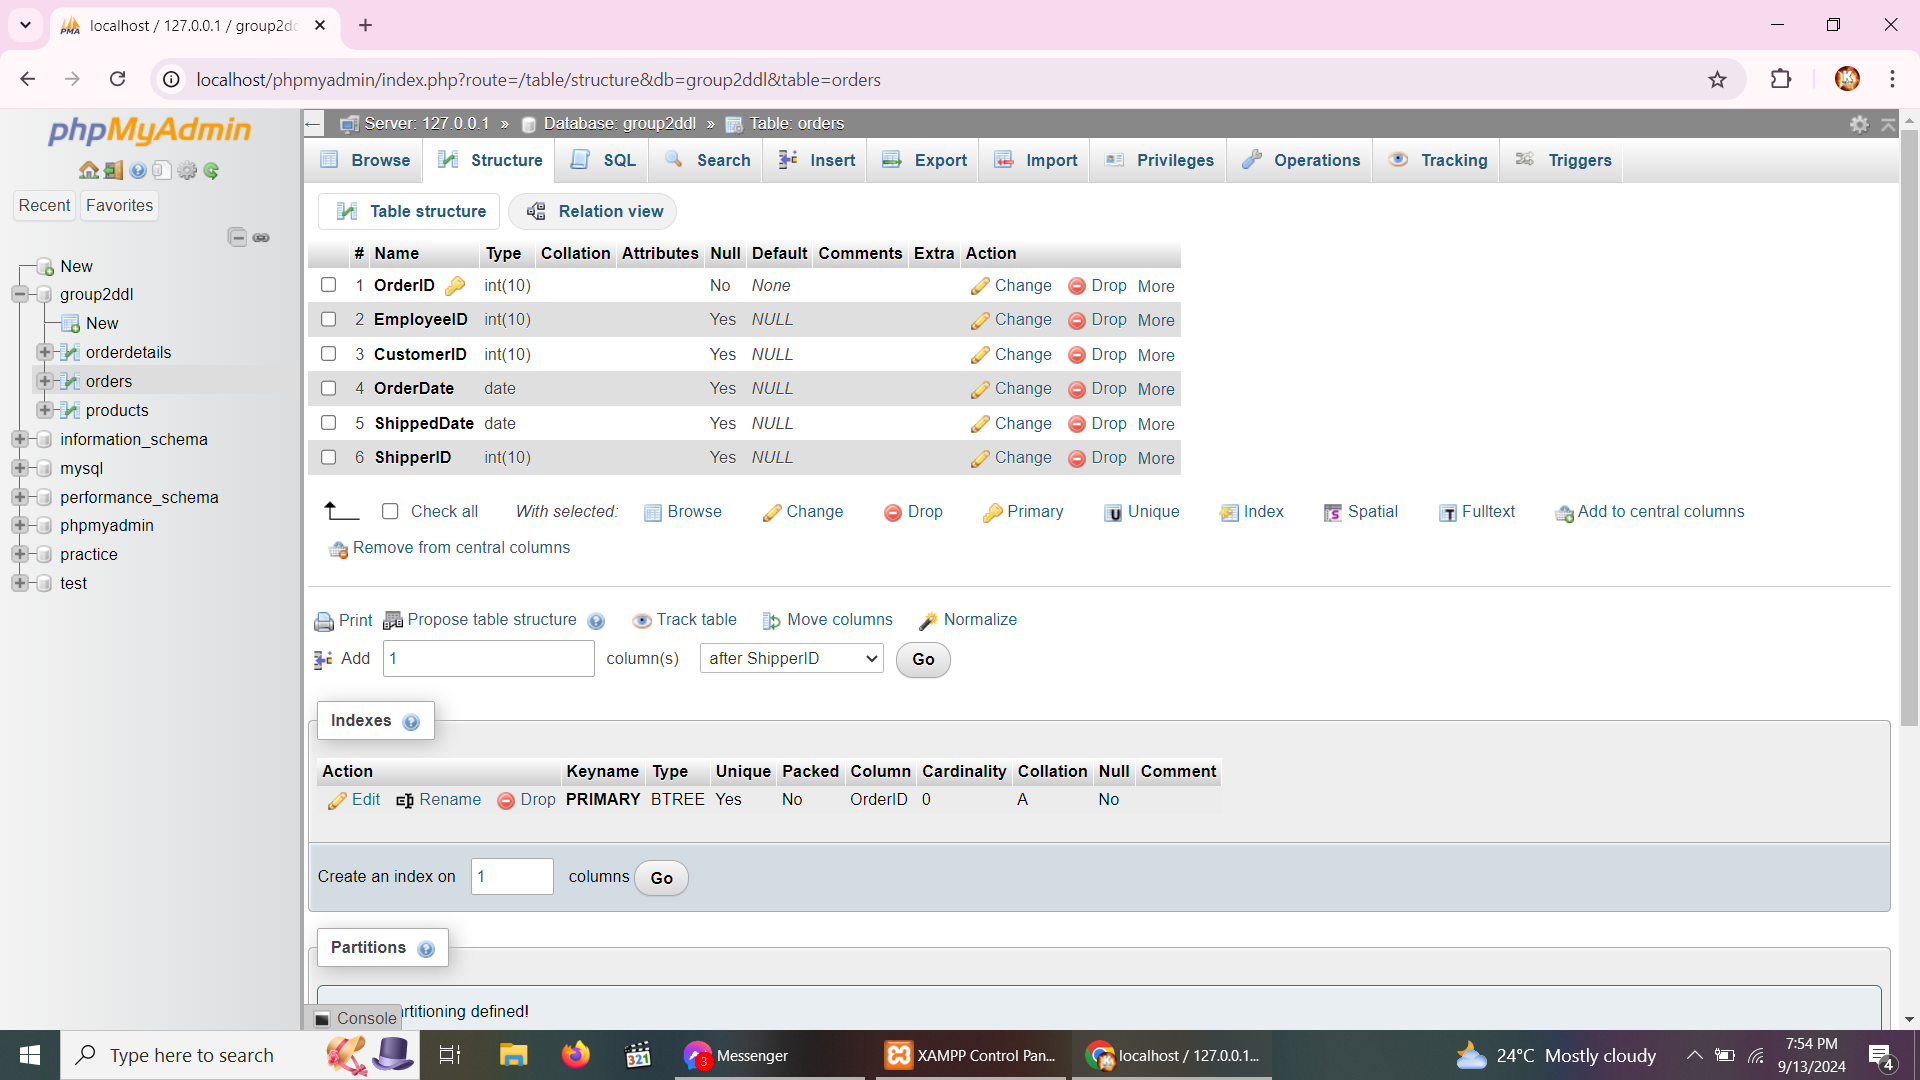 localhost / 127.0.0.1 / group2dd
localhost/phpmyadmin/index.php?route=/table/structure&db=group2ddl&table=orders
phpMyAdmin
Recent
Favorites
New
group2ddl
New
orderdetails
orders
products
information_schema
mysql
performance_schema
phpmyadmin
practice
test
Server: 127.0.0.1 » Database: group2ddl » Table: orders
Browse Structure SQL Search Insert Export Import Privileges Operations Tracking Triggers
Table structure Relation view
# Name Type Collation Attributes Null Default Comments Extra Action
1 OrderID int(10) No None Change Drop More
2 EmployeeID int(10) Yes NULL Change Drop More
3 CustomerID int(10) Yes NULL Change Drop More
4 OrderDate date Yes NULL Change Drop More
5 ShippedDate date Yes NULL Change Drop More
6 ShipperID int(10) Yes NULL Change Drop More
Check all With selected: Browse Change Drop Primary Unique Index Spatial Fulltext Add to central columns
Remove from central columns
Print Propose table structure Track table Move columns Normalize
Add 1 column(s) after ShipperID Go
Indexes
Action Keyname Type Unique Packed Column Cardinality Collation Null Comment
Edit Rename Drop PRIMARY BTREE Yes No OrderID 0 A No
Create an index on 1 columns Go
Partitions
artitioning defined!
Console
Type here to search
321
3
Messenger
XAMPP Control Pan...
localhost / 127.0.0.1...
24°C Mostly cloudy
7:54 PM
9/13/2024
4